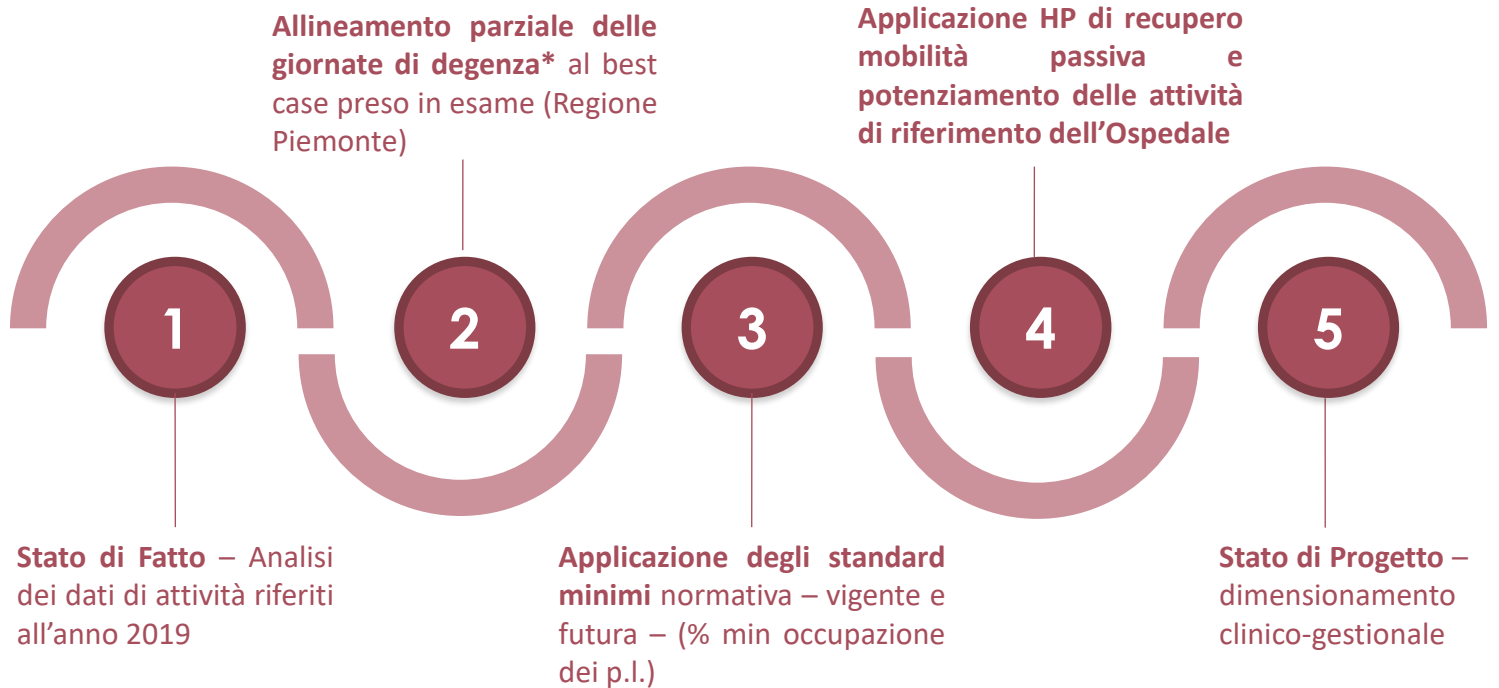 Allineamento parziale delle
giornate di degenza* al best
case preso in esame (Regione
Piemonte)
Applicazione HP di recupero
mobilità passiva e
potenziamento delle attività
di riferimento dell’Ospedale
1
2
3
4
5
Stato di Fatto – Analisi
dei dati di attività riferiti
all’anno 2019
Applicazione degli standard
minimi normativa – vigente e
futura – (% min occupazione
dei p.l.)
Stato di Progetto –
dimensionamento
clinico-gestionale